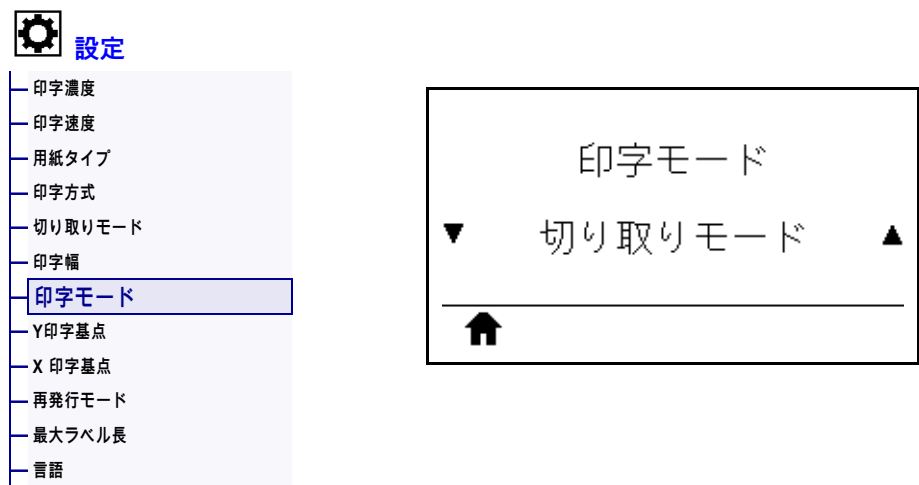 設定
印字濃度
印字速度
用紙タイプ
印字方式
切り取りモード
印字幅
印字モード
Y印字基点
X 印字基点
再発行モード
最大ラベル長
言語
印字モード
▼ 切り取りモード ▲